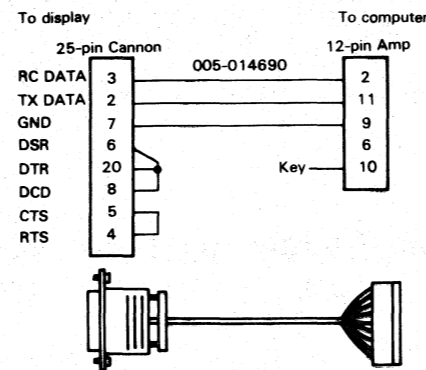 To display
To computer
25-pin Cannon
12-pin Amp
005-014690
RC DATA 3 2
TX DATA 2 11
GND 7 9
DSR 6 6
DTR 20 Key 10
DCD 8
CTS 5
RTS 4